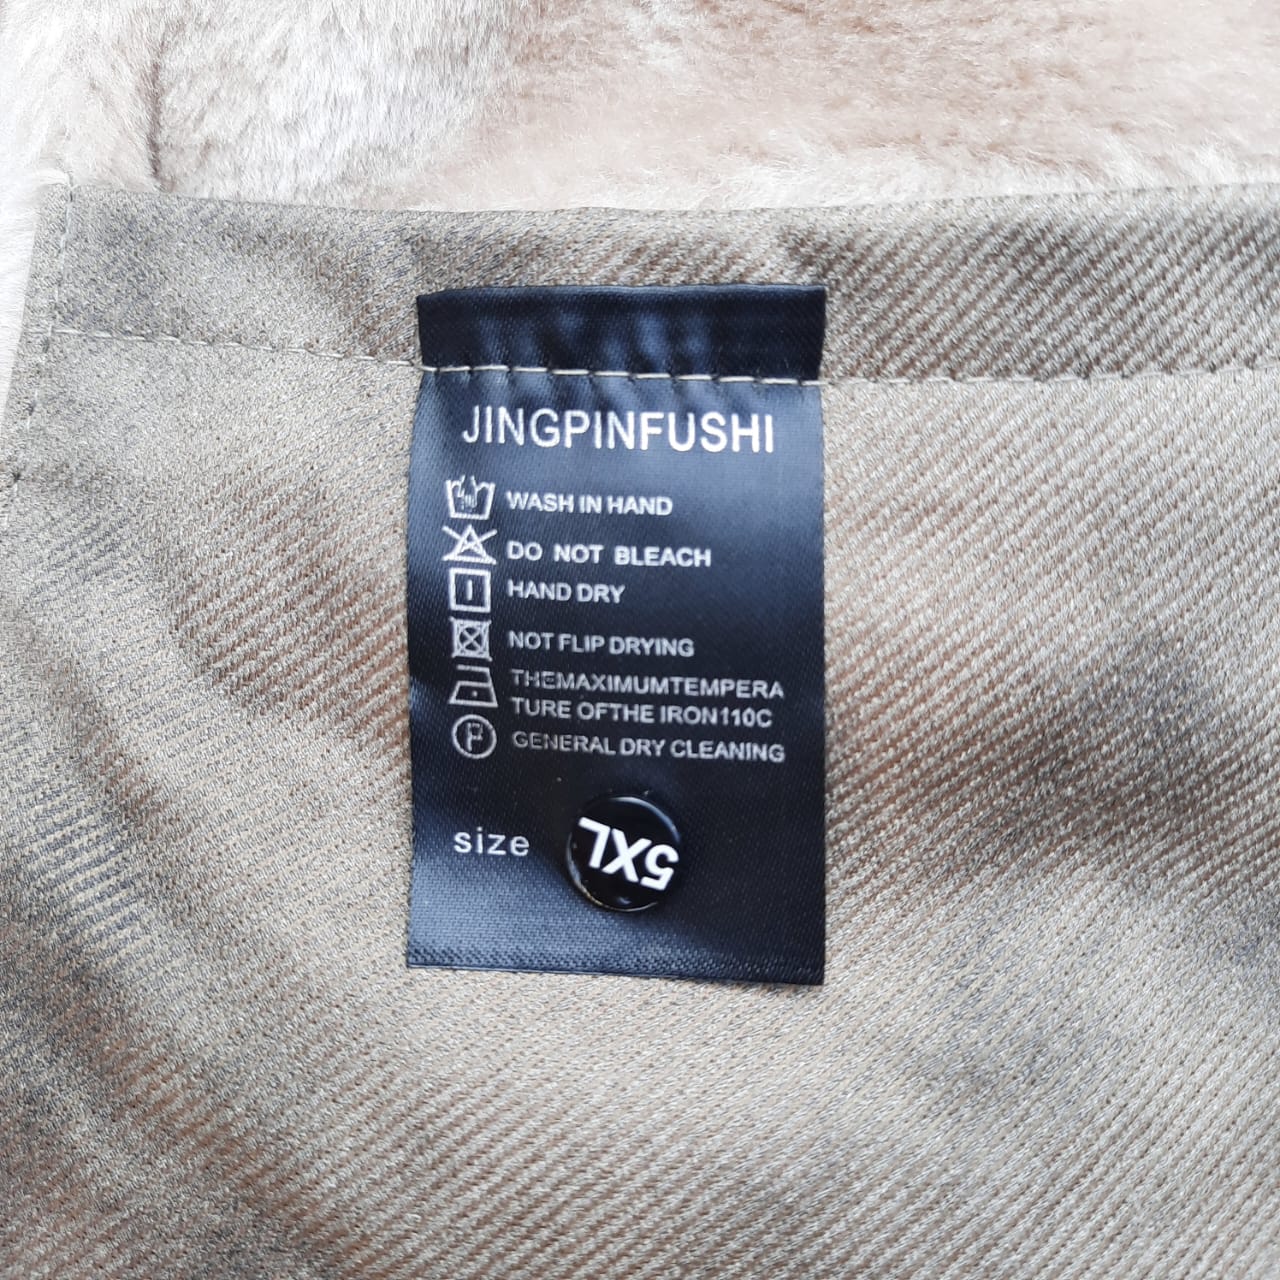 JINGPINFUSHI
WASH IN HAND
DO NOT BLEACH
HAND DRY
NOT FLIP DRYING
THEMAXIMUMTEMPERA
TURE OFTHE IRON110C
P GENERAL DRY CLEANING
size 5XL